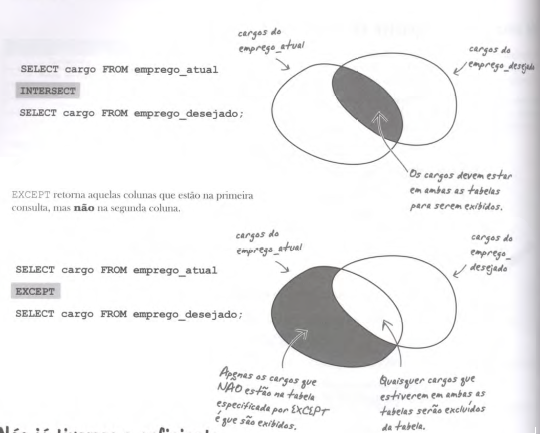 cargos do
emprego_atual
cargos do
emprego_desejado
SELECT cargo FROM emprego_atual
INTERSECT
SELECT cargo FROM emprego_desejado;
Os cargos devem estar
em ambas as tabelas
para serem exibidos.
EXCEPT retorna aquelas colunas que estão na primeira
consulta, mas não na segunda coluna.
cargos do
emprego_atual
cargos do
emprego_
desejado
SELECT cargo FROM emprego_atual
EXCEPT
SELECT cargo FROM emprego_desejado;
Apenas os cargos que
NÃO estão na tabela
especificada por EXCEPT
é que são exibidos.
Quaisquer cargos que
estiverem em ambas as
tabelas serão excluídos
da tabela.